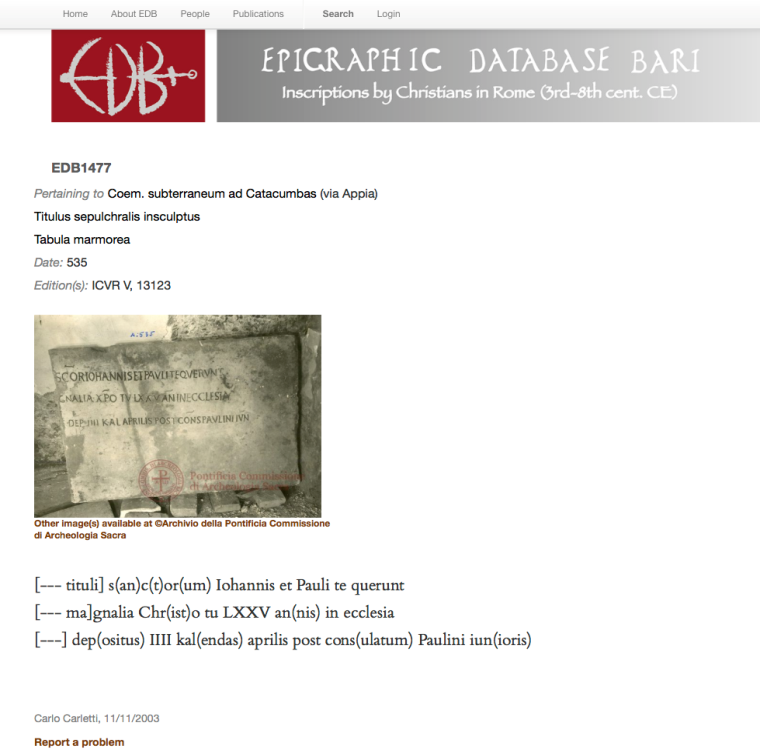 Home About EDB People Publications Search Login
EDB
EPIGRAPHIC DATABASE BARI
Inscriptions by Christians in Rome (3rd-8th cent. CE)
EDB1477
Pertaining to Coem. subterraneum ad Catacumbas (via Appia)
Titulus sepulchralis insculptus
Tabula marmorea
Date: 535
Edition(s): ICVR V, 13123
A. 535
SCORIOHANNISETPAVLITEQVERVNT
GNALIA XPO TV LXXV AN INECCLESIA
DEP IIII KAL APRILIS POST CONS PAVLINI IVN
Pontificia Commissione
di Archeologia Sacra
Other image(s) available at ©Archivio della Pontificia Commissione
di Archeologia Sacra
[--- tituli] s(an)c(t)or(um) Iohannis et Pauli te querunt
[--- ma]gnalia Chr(ist)o tu LXXV an(nis) in ecclesia
[---] dep(ositus) IIII kal(endas) aprilis post cons(ulatum) Paulini iun(ioris)
Carlo Carletti, 11/11/2003
Report a problem